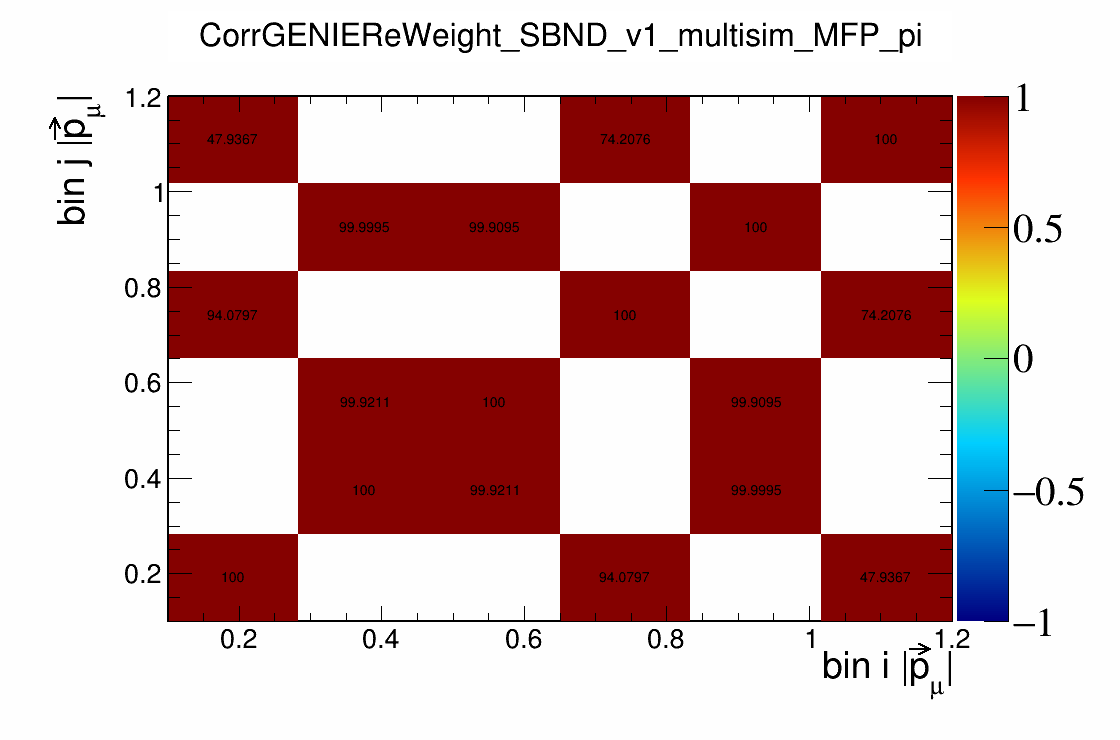 CorrGENIEReWeight_SBND_v1_multisim_MFP_pi
bin j |p⃗μ|
1.2
1
0.8
0.6
0.4
0.2
47.9367 74.2076 100
99.9995 99.9095 100
94.0797 100 74.2076
99.9211 100 99.9095
100 99.9211 99.9995
100 94.0797 47.9367
1
0.5
0
−0.5
−1
0.2 0.4 0.6 0.8 1 1.2
bin i |p⃗μ|